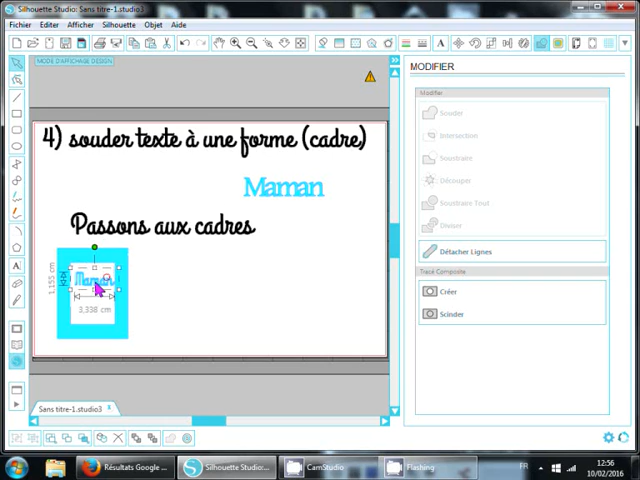 Silhouette Studio: Sans titre-1.studio3
Fichier Editer Afficher Silhouette Objet Aide
MODE D'AFFICHAGE DESIGN
4) souder texte à une forme (cadre)
Maman
Passons aux cadres
Maman
1,155 cm
3,338 cm
MODIFIER
Modifier
Souder
Intersection
Soustraire
Découper
Soustraire Tout
Diviser
Détacher Lignes
Tracé Composite
Créer
Scinder
Sans titre-1.studio3
Résultats Google ...
Silhouette Studio: ...
CamStudio
Flashing
FR
12:56
10/02/2016